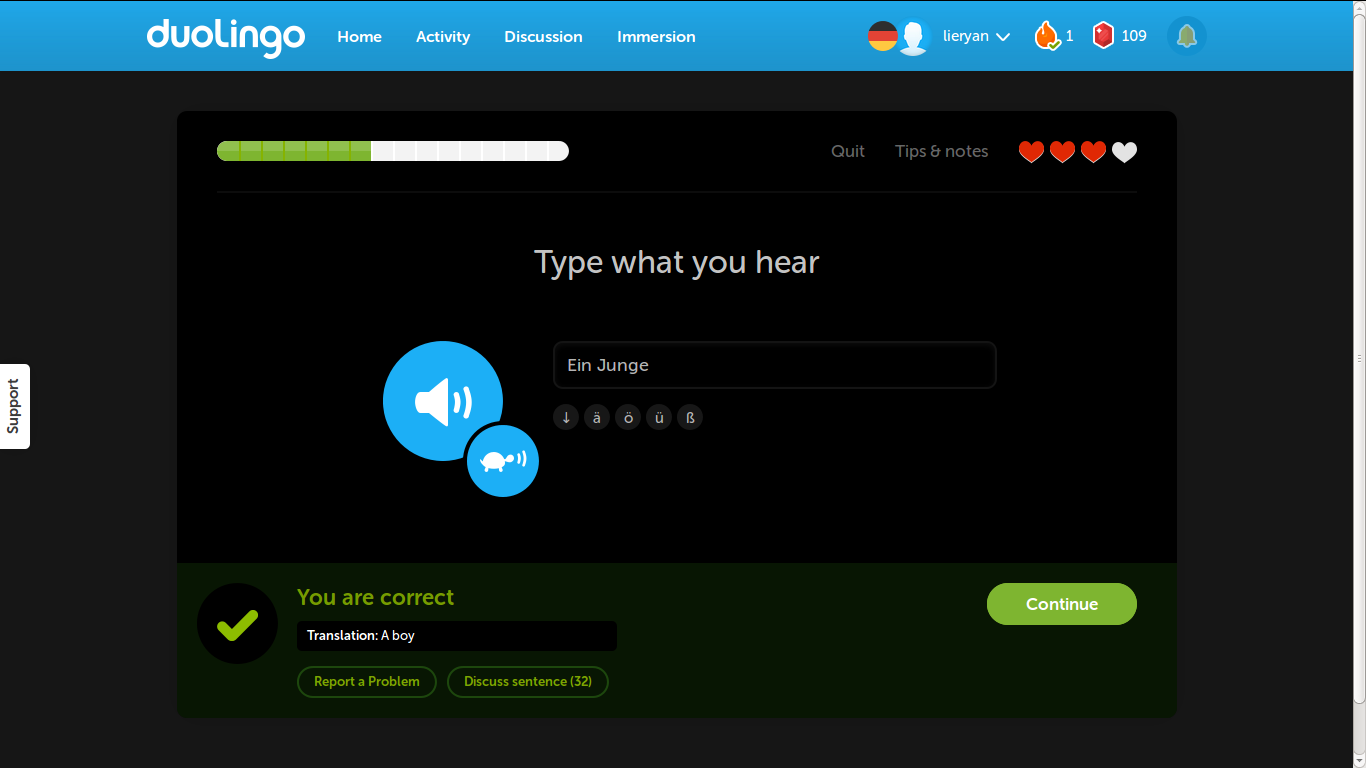 duolingo Home Activity Discussion Immersion lieryan 1 109
Quit Tips & notes
Type what you hear
Ein Junge
↓ ä ö ü ß
Support
You are correct
Continue
Translation: A boy
Report a Problem Discuss sentence (32)